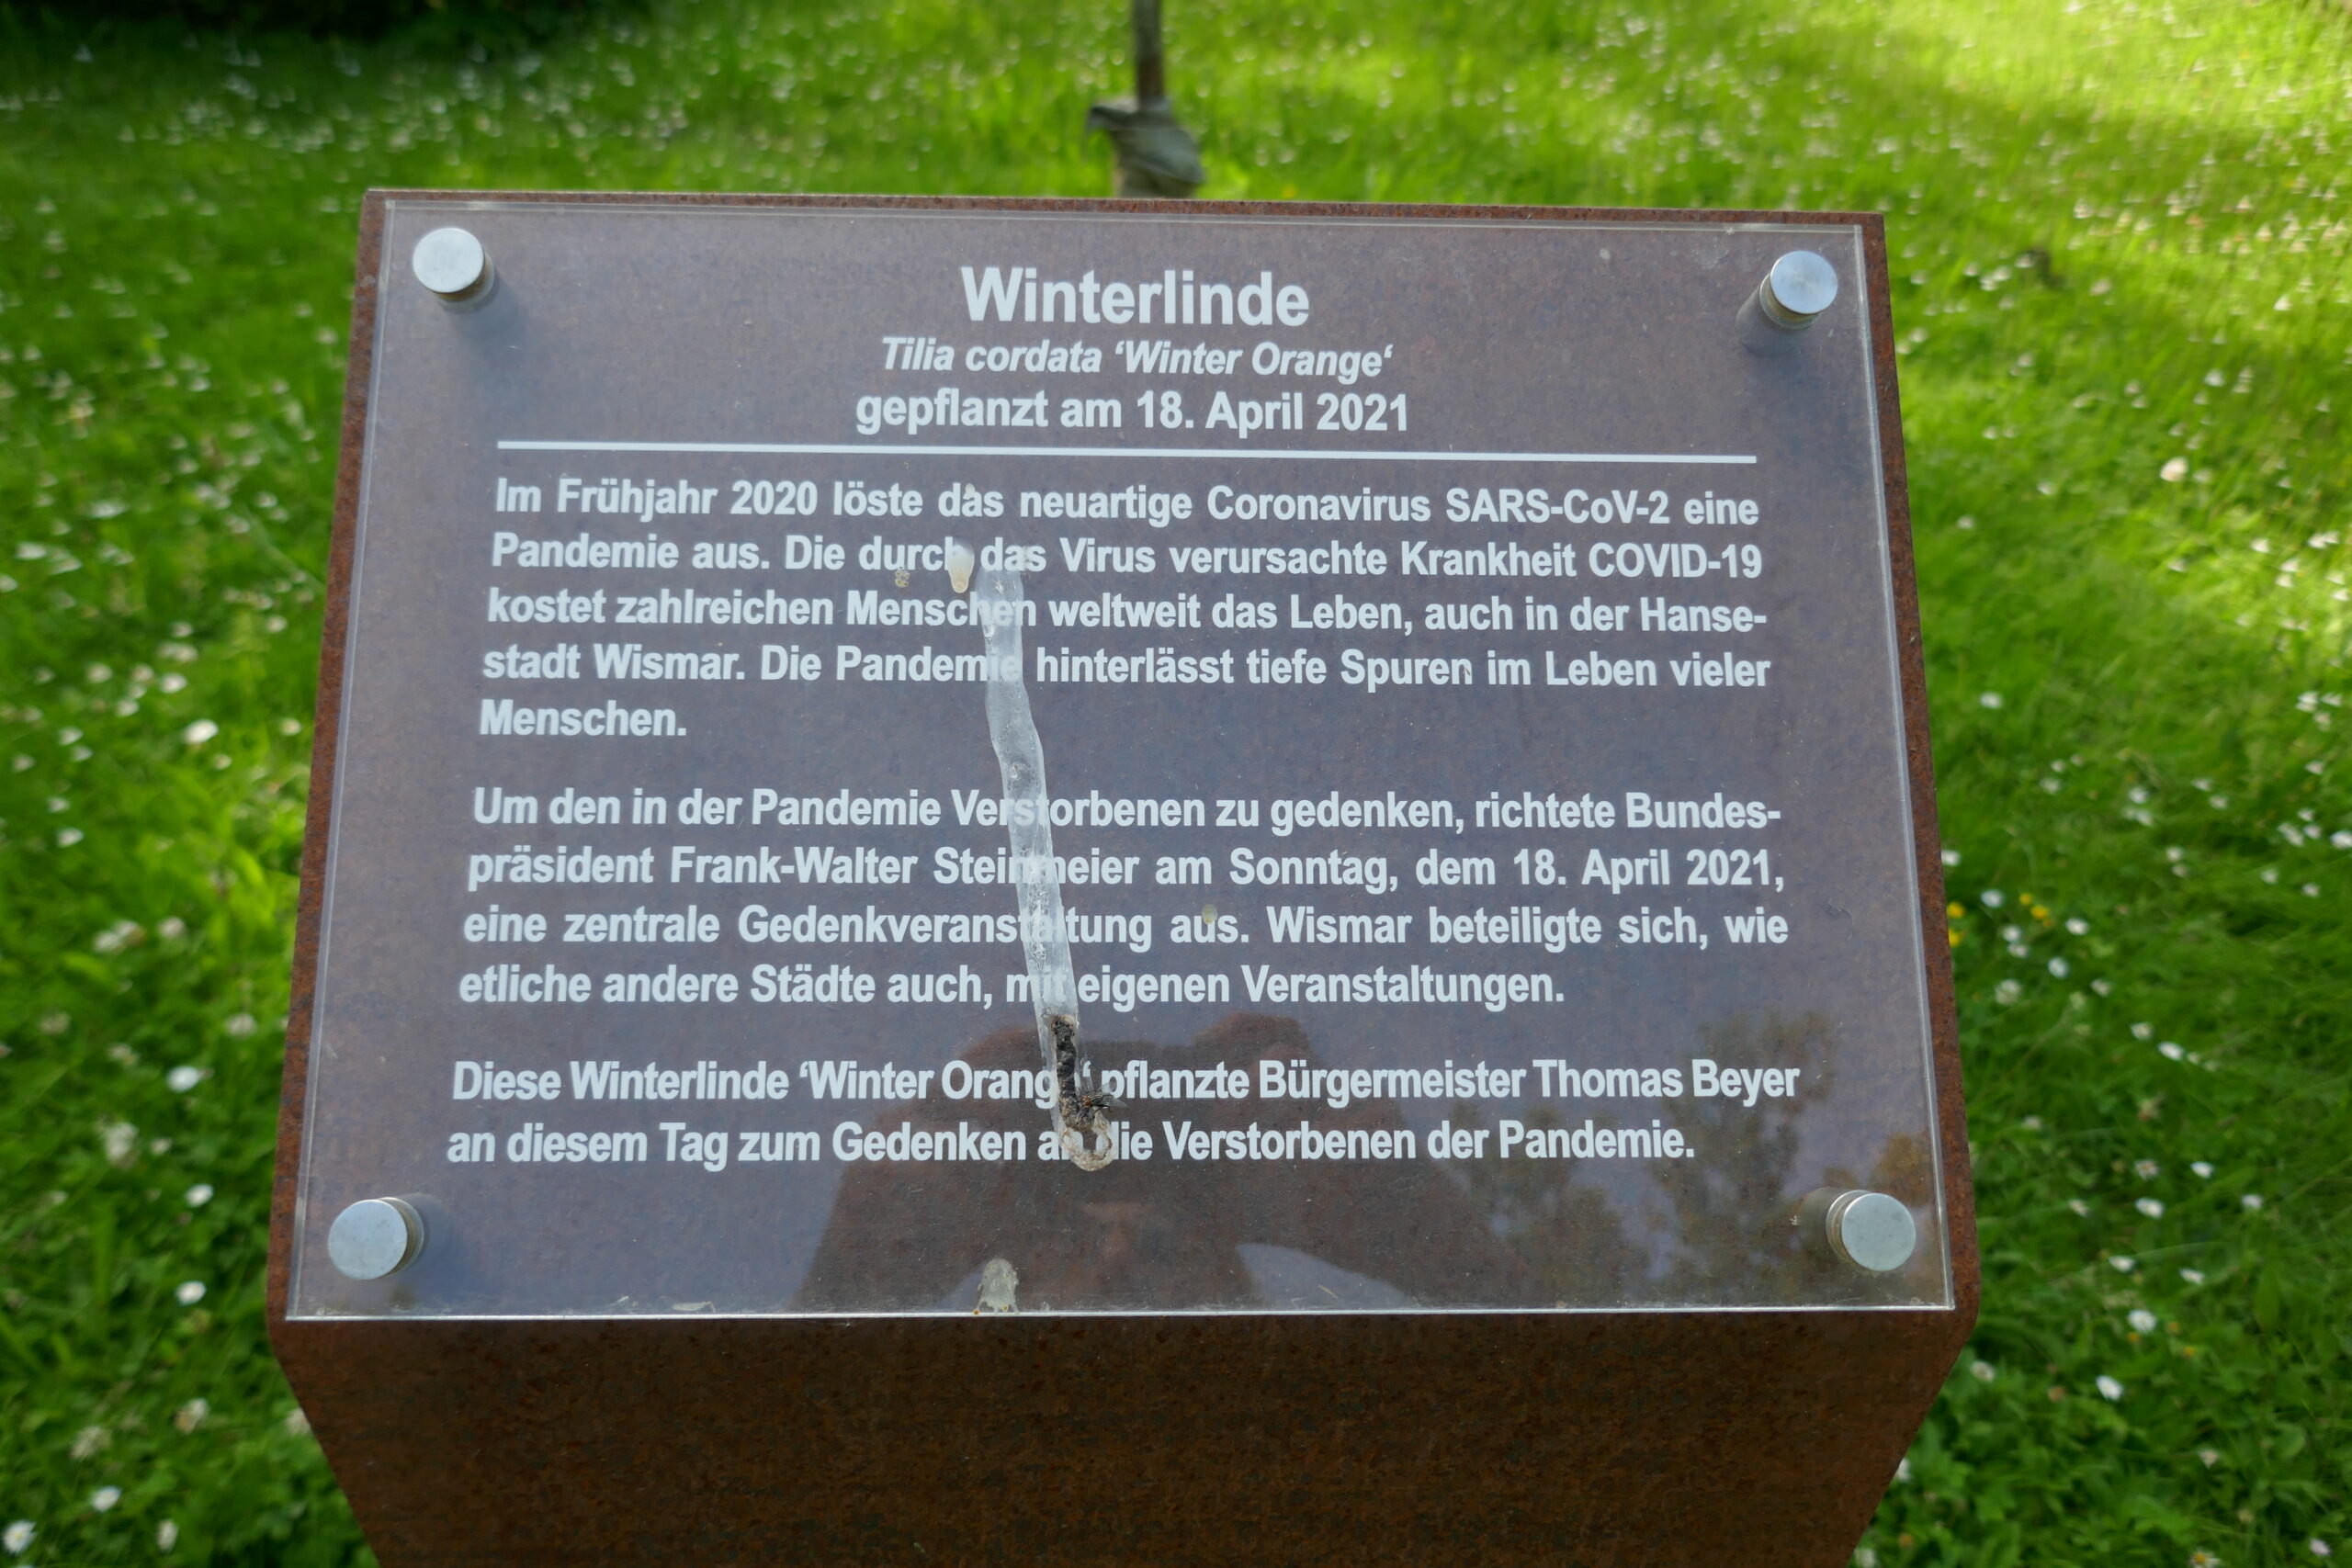 Winterlinde
Tilia cordata ‘Winter Orange‘
gepflanzt am 18. April 2021
Im Frühjahr 2020 löste das neuartige Coronavirus SARS-CoV-2 eine
Pandemie aus. Die durch das Virus verursachte Krankheit COVID-19
kostet zahlreichen Menschen weltweit das Leben, auch in der Hanse-
stadt Wismar. Die Pandemie hinterlässt tiefe Spuren im Leben vieler
Menschen.
Um den in der Pandemie Verstorbenen zu gedenken, richtete Bundes-
präsident Frank-Walter Steinmeier am Sonntag, dem 18. April 2021,
eine zentrale Gedenkveranstaltung aus. Wismar beteiligte sich, wie
etliche andere Städte auch, mit eigenen Veranstaltungen.
Diese Winterlinde ‘Winter Orange‘ pflanzte Bürgermeister Thomas Beyer
an diesem Tag zum Gedenken an die Verstorbenen der Pandemie.